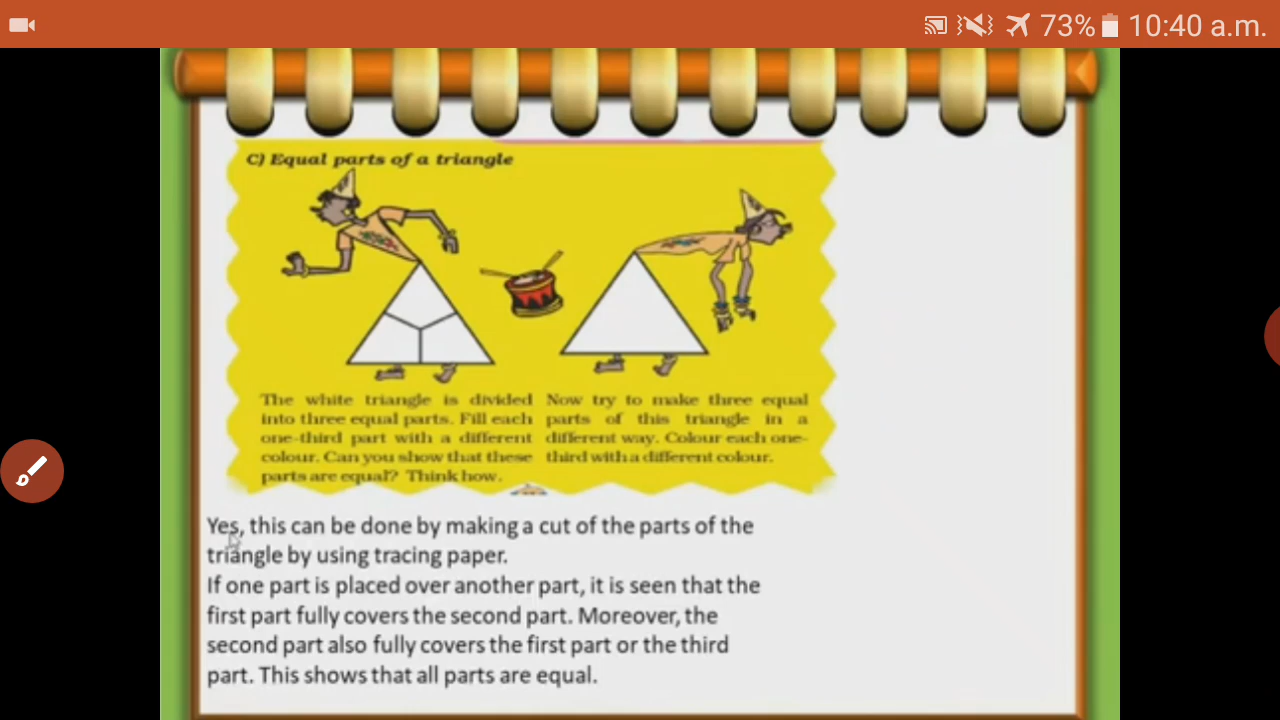 73% 10:40 a.m.
C) Equal parts of a triangle
The white triangle is divided
into three equal parts. Fill each
one-third part with a different
colour. Can you show that these
parts are equal? Think how.
Now try to make three equal
parts of this triangle in a
different way. Colour each one-
third with a different colour.
Yes, this can be done by making a cut of the parts of the
triangle by using tracing paper.
If one part is placed over another part, it is seen that the
first part fully covers the second part. Moreover, the
second part also fully covers the first part or the third
part. This shows that all parts are equal.